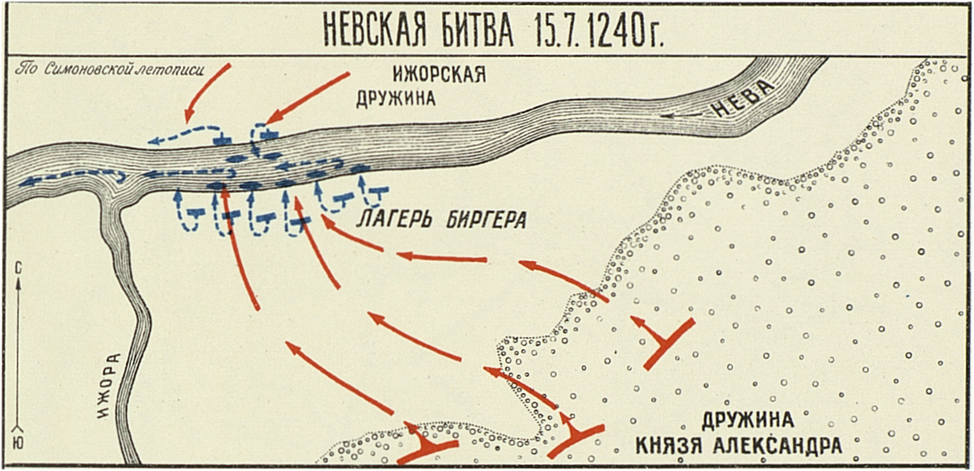 НЕВСКАЯ БИТВА 15.7.1240г.
По Симоновской летописи
ИЖОРСКАЯ
ДРУЖИНА
НЕВА
ЛАГЕРЬ БИРГЕРА
С
Ю
ИЖОРА
ДРУЖИНА
КНЯЗЯ АЛЕКСАНДРА